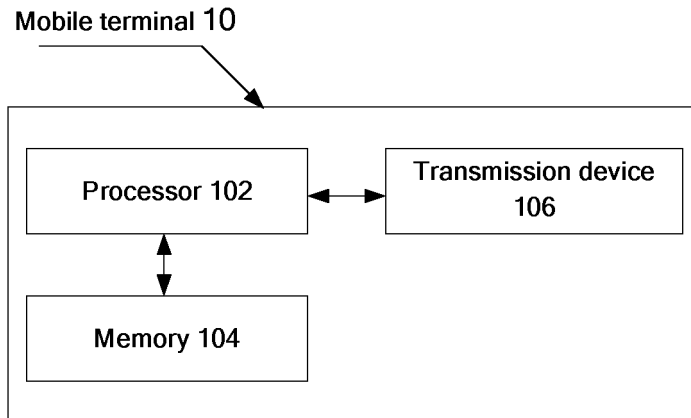 Mobile terminal 10
Processor 102
Transmission device
106
Memory 104